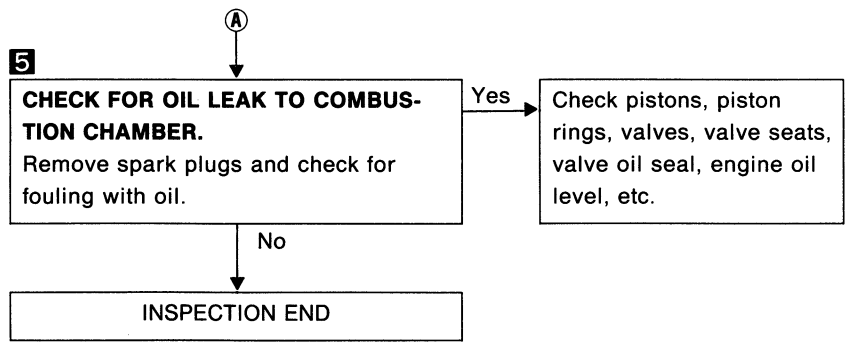 A
5
CHECK FOR OIL LEAK TO COMBUS-
TION CHAMBER.
Remove spark plugs and check for
fouling with oil.
Yes
Check pistons, piston
rings, valves, valve seats,
valve oil seal, engine oil
level, etc.
No
INSPECTION END